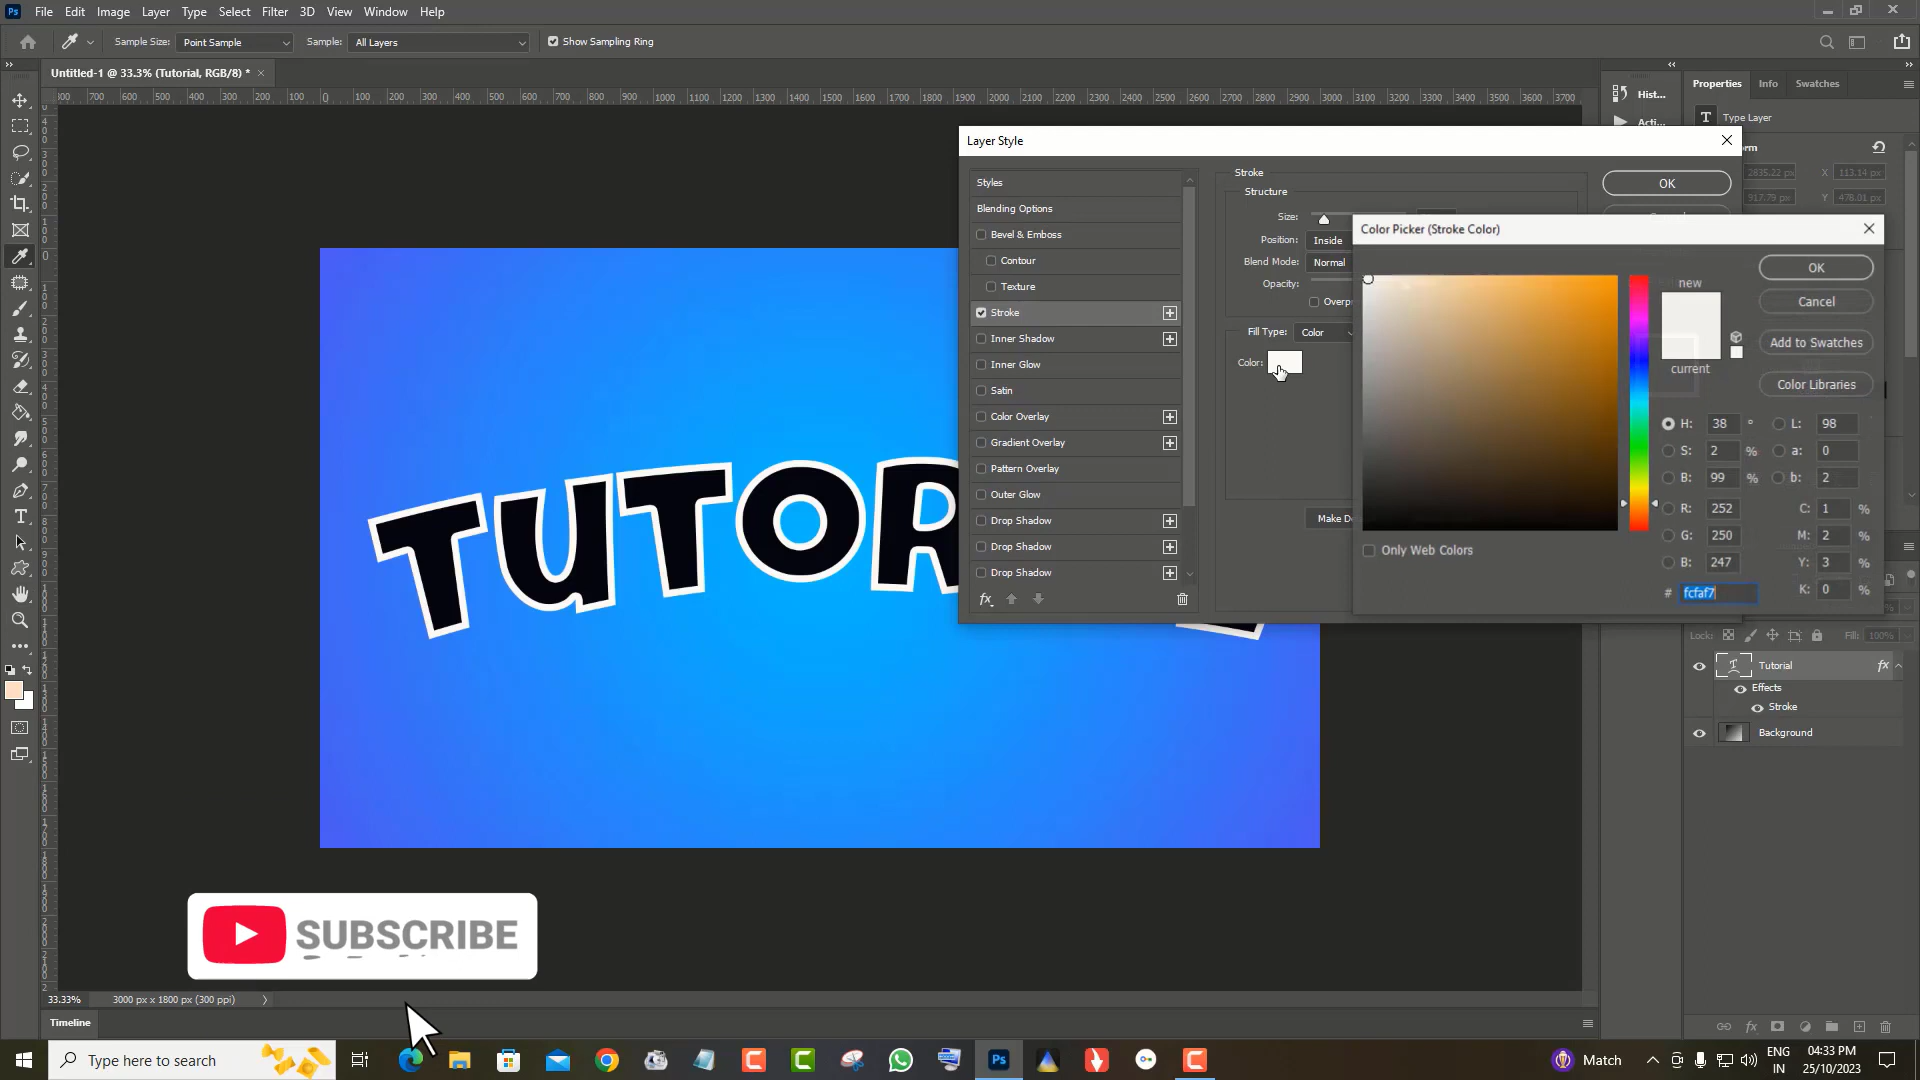 Ps File Edit Image Layer Type Select Filter 3D View Window Help
Sample Size: Point Sample Sample: All Layers Show Sampling Ring
Untitled-1 @ 33.3% (Tutorial, RGB/8) *
Hist...
Properties Info Swatches
Type Layer
Layer Style
Styles
Blending Options
Bevel & Emboss
Contour
Texture
Stroke
Inner Shadow
Inner Glow
Satin
Color Overlay
Gradient Overlay
Pattern Overlay
Outer Glow
Drop Shadow
Drop Shadow
Drop Shadow
fx
Stroke
Structure
Size:
Position: Inside
Blend Mode: Normal
Opacity:
Fill Type: Color
Color:
OK
Color Picker (Stroke Color)
new
current
OK
Cancel
Add to Swatches
Color Libraries
H: 38 ° L: 98
S: 2 % a: 0
B: 99 % b: 2
R: 252 C: 1 %
G: 250 M: 2 %
B: 247 Y: 3 %
# fcfaf7 K: 0 %
Only Web Colors
2835.22 px X 113.14 px
917.79 px Y 478.01 px
TUTOR
Lock: Fill: 100%
Tutorial fx
Effects
Stroke
Background
SUBSCRIBE
33.33% 3000 px x 1800 px (300 ppi)
Timeline
Type here to search
Match
ENG
IN
04:33 PM
25/10/2023